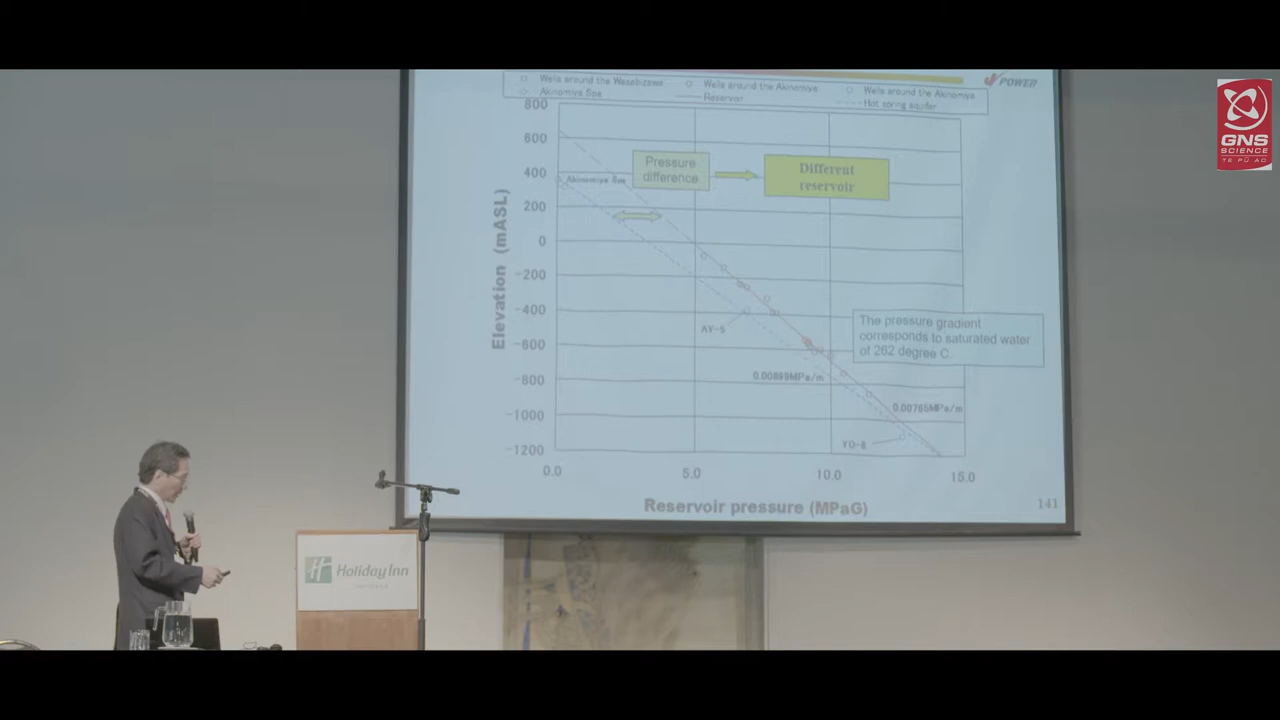 Wells around the Wasabizawa
Wells around the Akinomiya
Wells around the Akinomiya
Akinomiya Spa
Reservoir
Hot spring aquifer
POWER
GNS
SCIENCE
TE PŪ AO
800
600
400
200
0
-200
-400
-600
-800
-1000
-1200
Elevation (mASL)
Pressure
difference
Different
reservoir
Akinomiya Spa
AY-5
The pressure gradient
corresponds to saturated water
of 262 degree C.
0.00899MPa/m
0.00765MPa/m
YO-8
0.0
5.0
10.0
15.0
Reservoir pressure (MPaG)
141
Holiday Inn